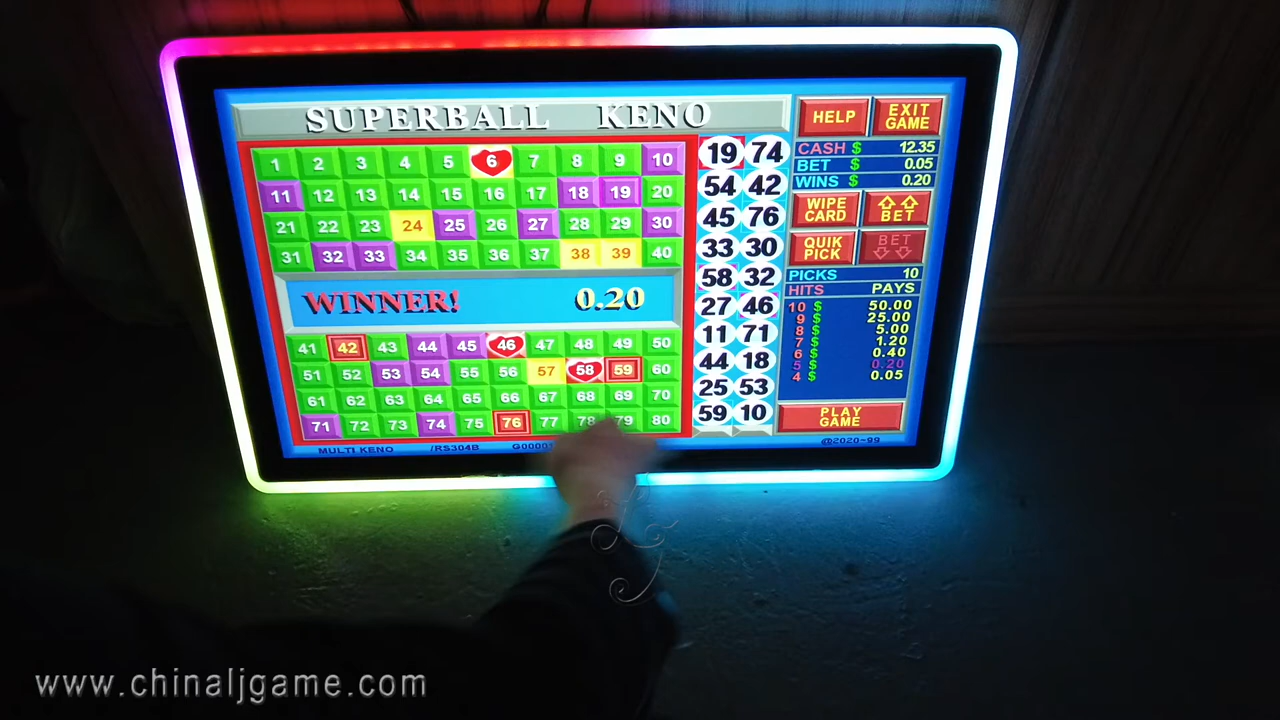 SUPERBALL KENO
1 2 3 4 5 6 7 8 9 10
11 12 13 14 15 16 17 18 19 20
21 22 23 24 25 26 27 28 29 30
31 32 33 34 35 36 37 38 39 40
WINNER! 0.20
41 42 43 44 45 46 47 48 49 50
51 52 53 54 55 56 57 58 59 60
61 62 63 64 65 66 67 68 69 70
71 72 73 74 75 76 77 78 79 80
MULTI KENO /RS304B G00001
19 74
54 42
45 76
33 30
58 32
27 46
11 71
44 18
25 53
59 10
HELP
EXIT
GAME
CASH $ 12.35
BET $ 0.05
WINS $ 0.20
WIPE
CARD
BET
QUIK
PICK
BET
PICKS 10
HITS PAYS
10 $ 50.00
9 $ 25.00
8 $ 5.00
7 $ 1.20
6 $ 0.40
5 $ 0.20
4 $ 0.05
PLAY
GAME
@2020-99
www.chinaljgame.com